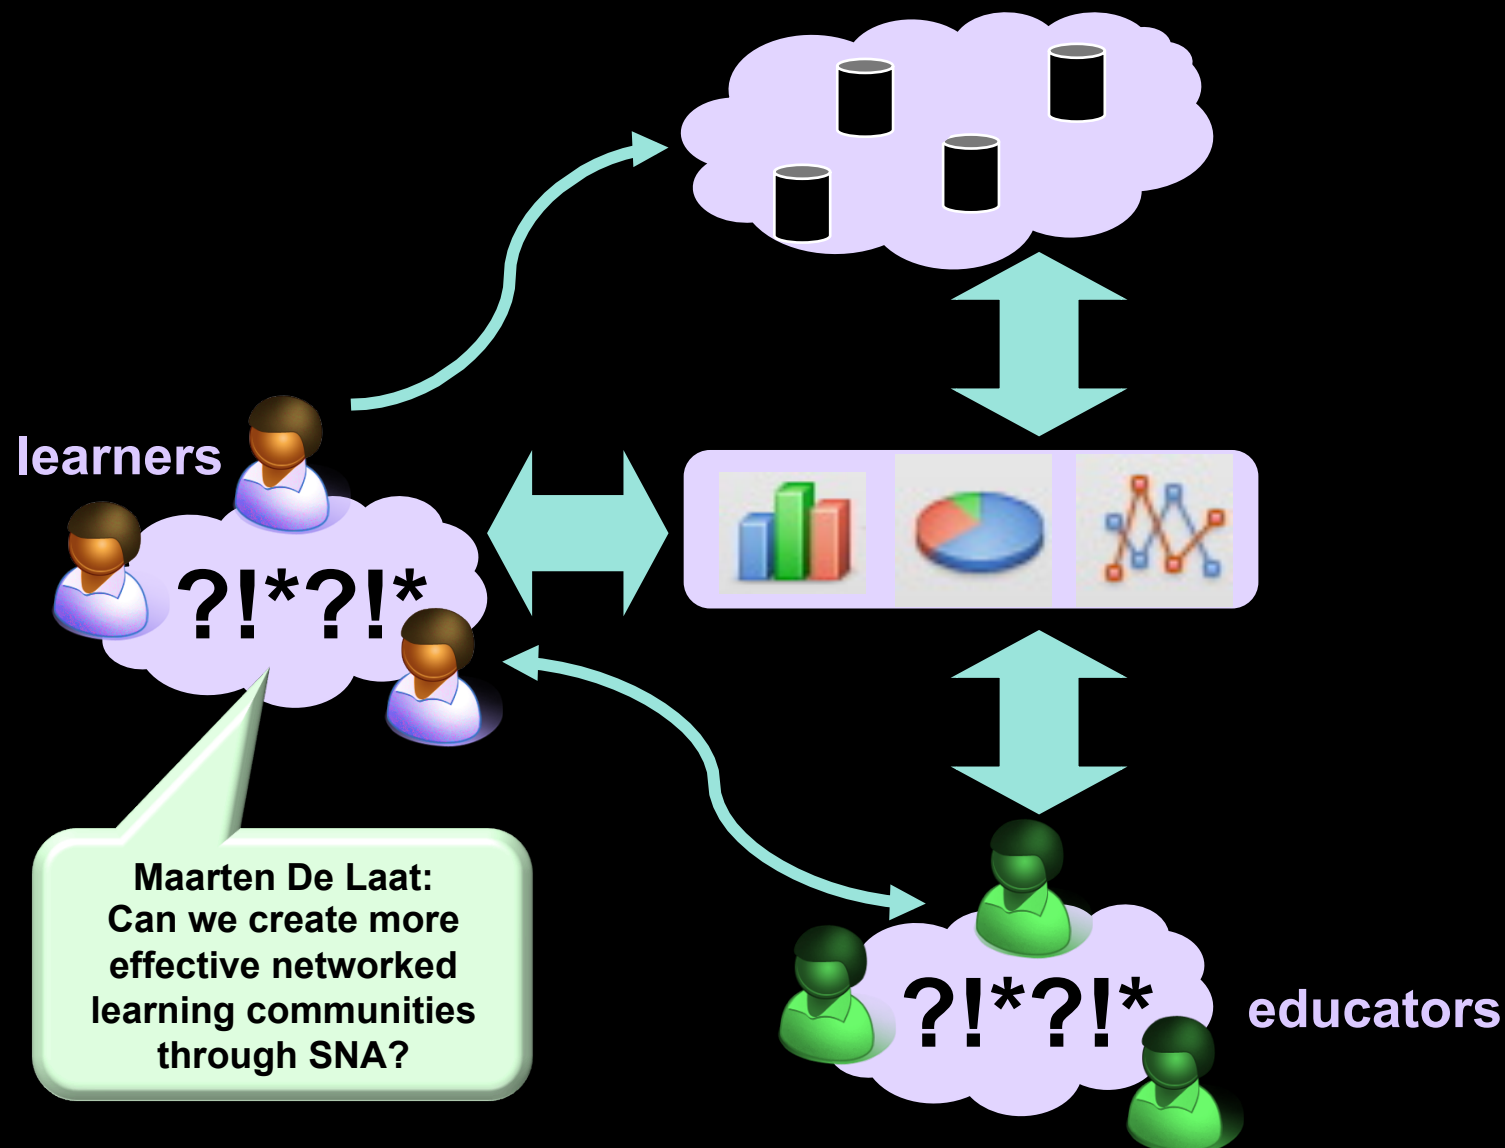 learners
?!*?!*
Maarten De Laat:
Can we create more
effective networked
learning communities
through SNA?
?!*?!*
educators